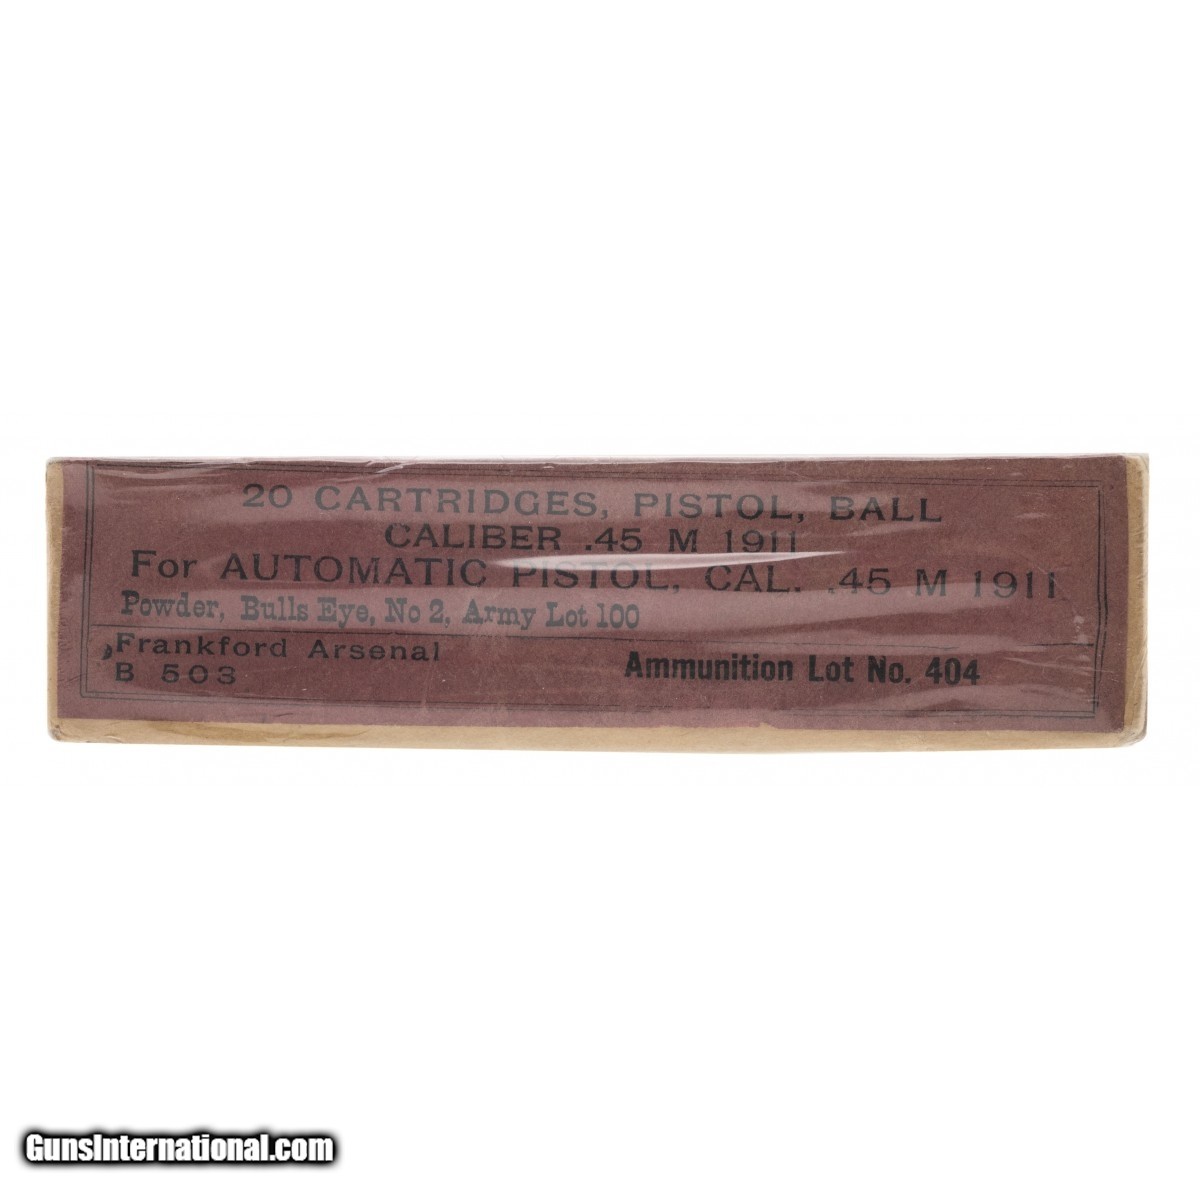 20 CARTRIDGES, PISTOL, BALL
CALIBER .45 M 1911
For AUTOMATIC PISTOL, CAL. .45 M 1911
Powder, Bulls Eye, No 2, Army Lot 100
Frankford Arsenal
B 503
Ammunition Lot No. 404
GunsInternational.com